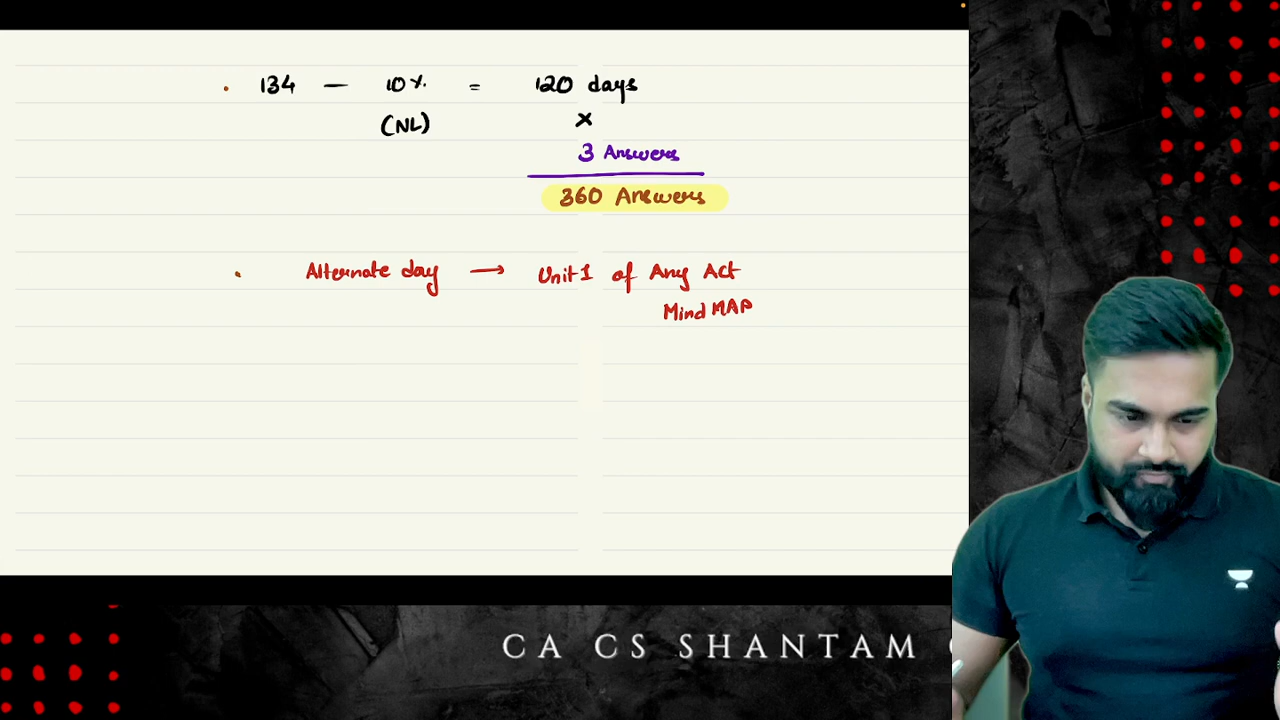 • 134 — 10% = 120 days
(NL) ×
3 Answers
360 Answers
• Alternate day → Unit 1 of Any Act
Mind MAP
CA CS SHANTAM